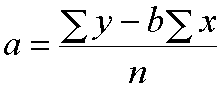 a = (∑ y − b ∑ x) / n